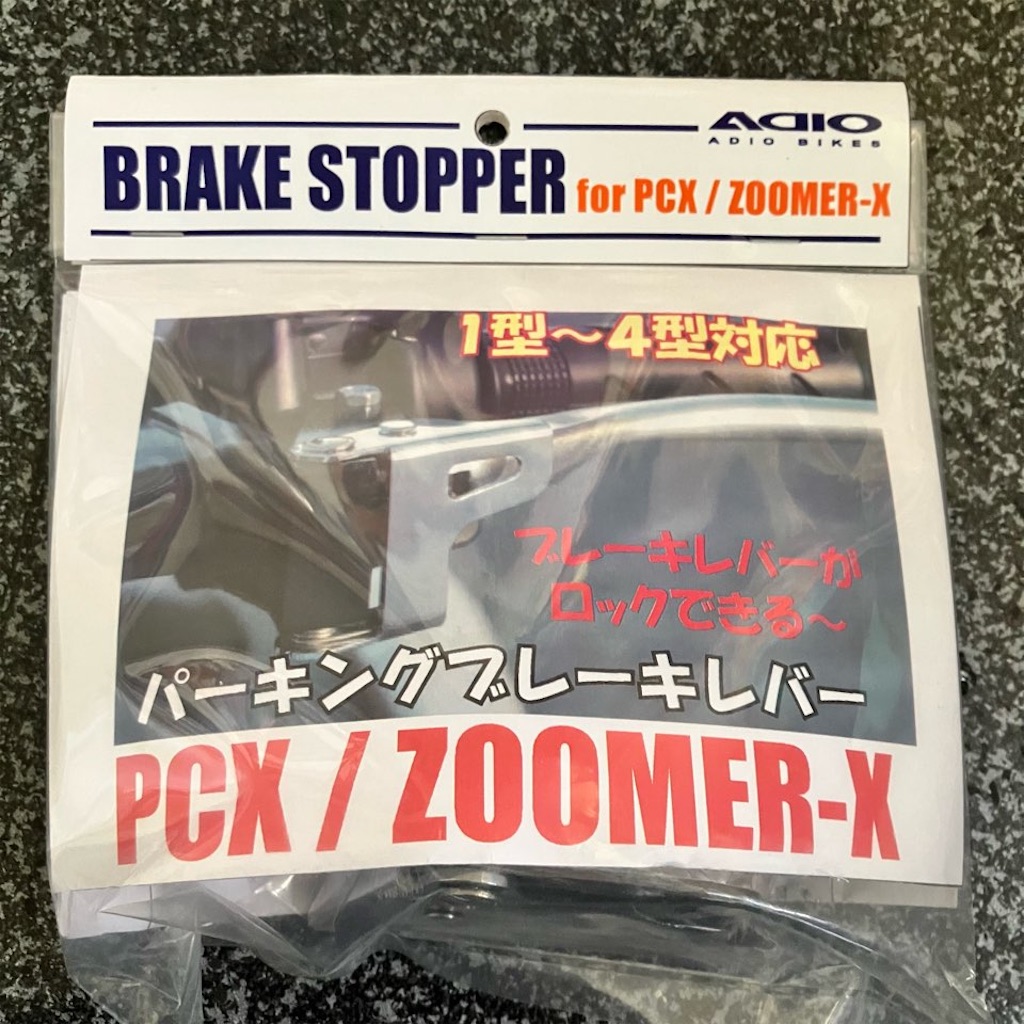 ADIO
ADIO BIKES
BRAKE STOPPER for PCX / ZOOMER-X
1型～4型対応
ブレーキレバーが
ロックできる～
パーキングブレーキレバー
PCX / ZOOMER-X